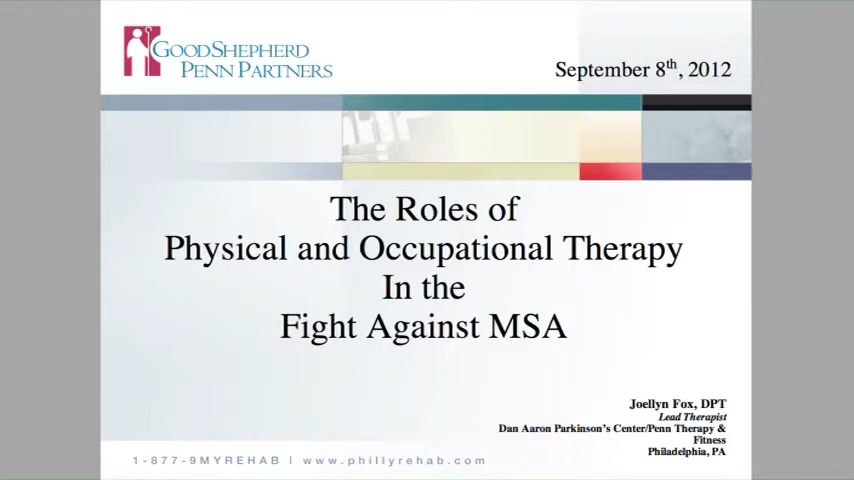 GOODSHEPHERD
PENN PARTNERS
September 8th, 2012
The Roles of
Physical and Occupational Therapy
In the
Fight Against MSA
Joellyn Fox, DPT
Lead Therapist
Dan Aaron Parkinson's Center/Penn Therapy &
Fitness
Philadelphia, PA
1-877-9MYREHAB | www.phillyrehab.com